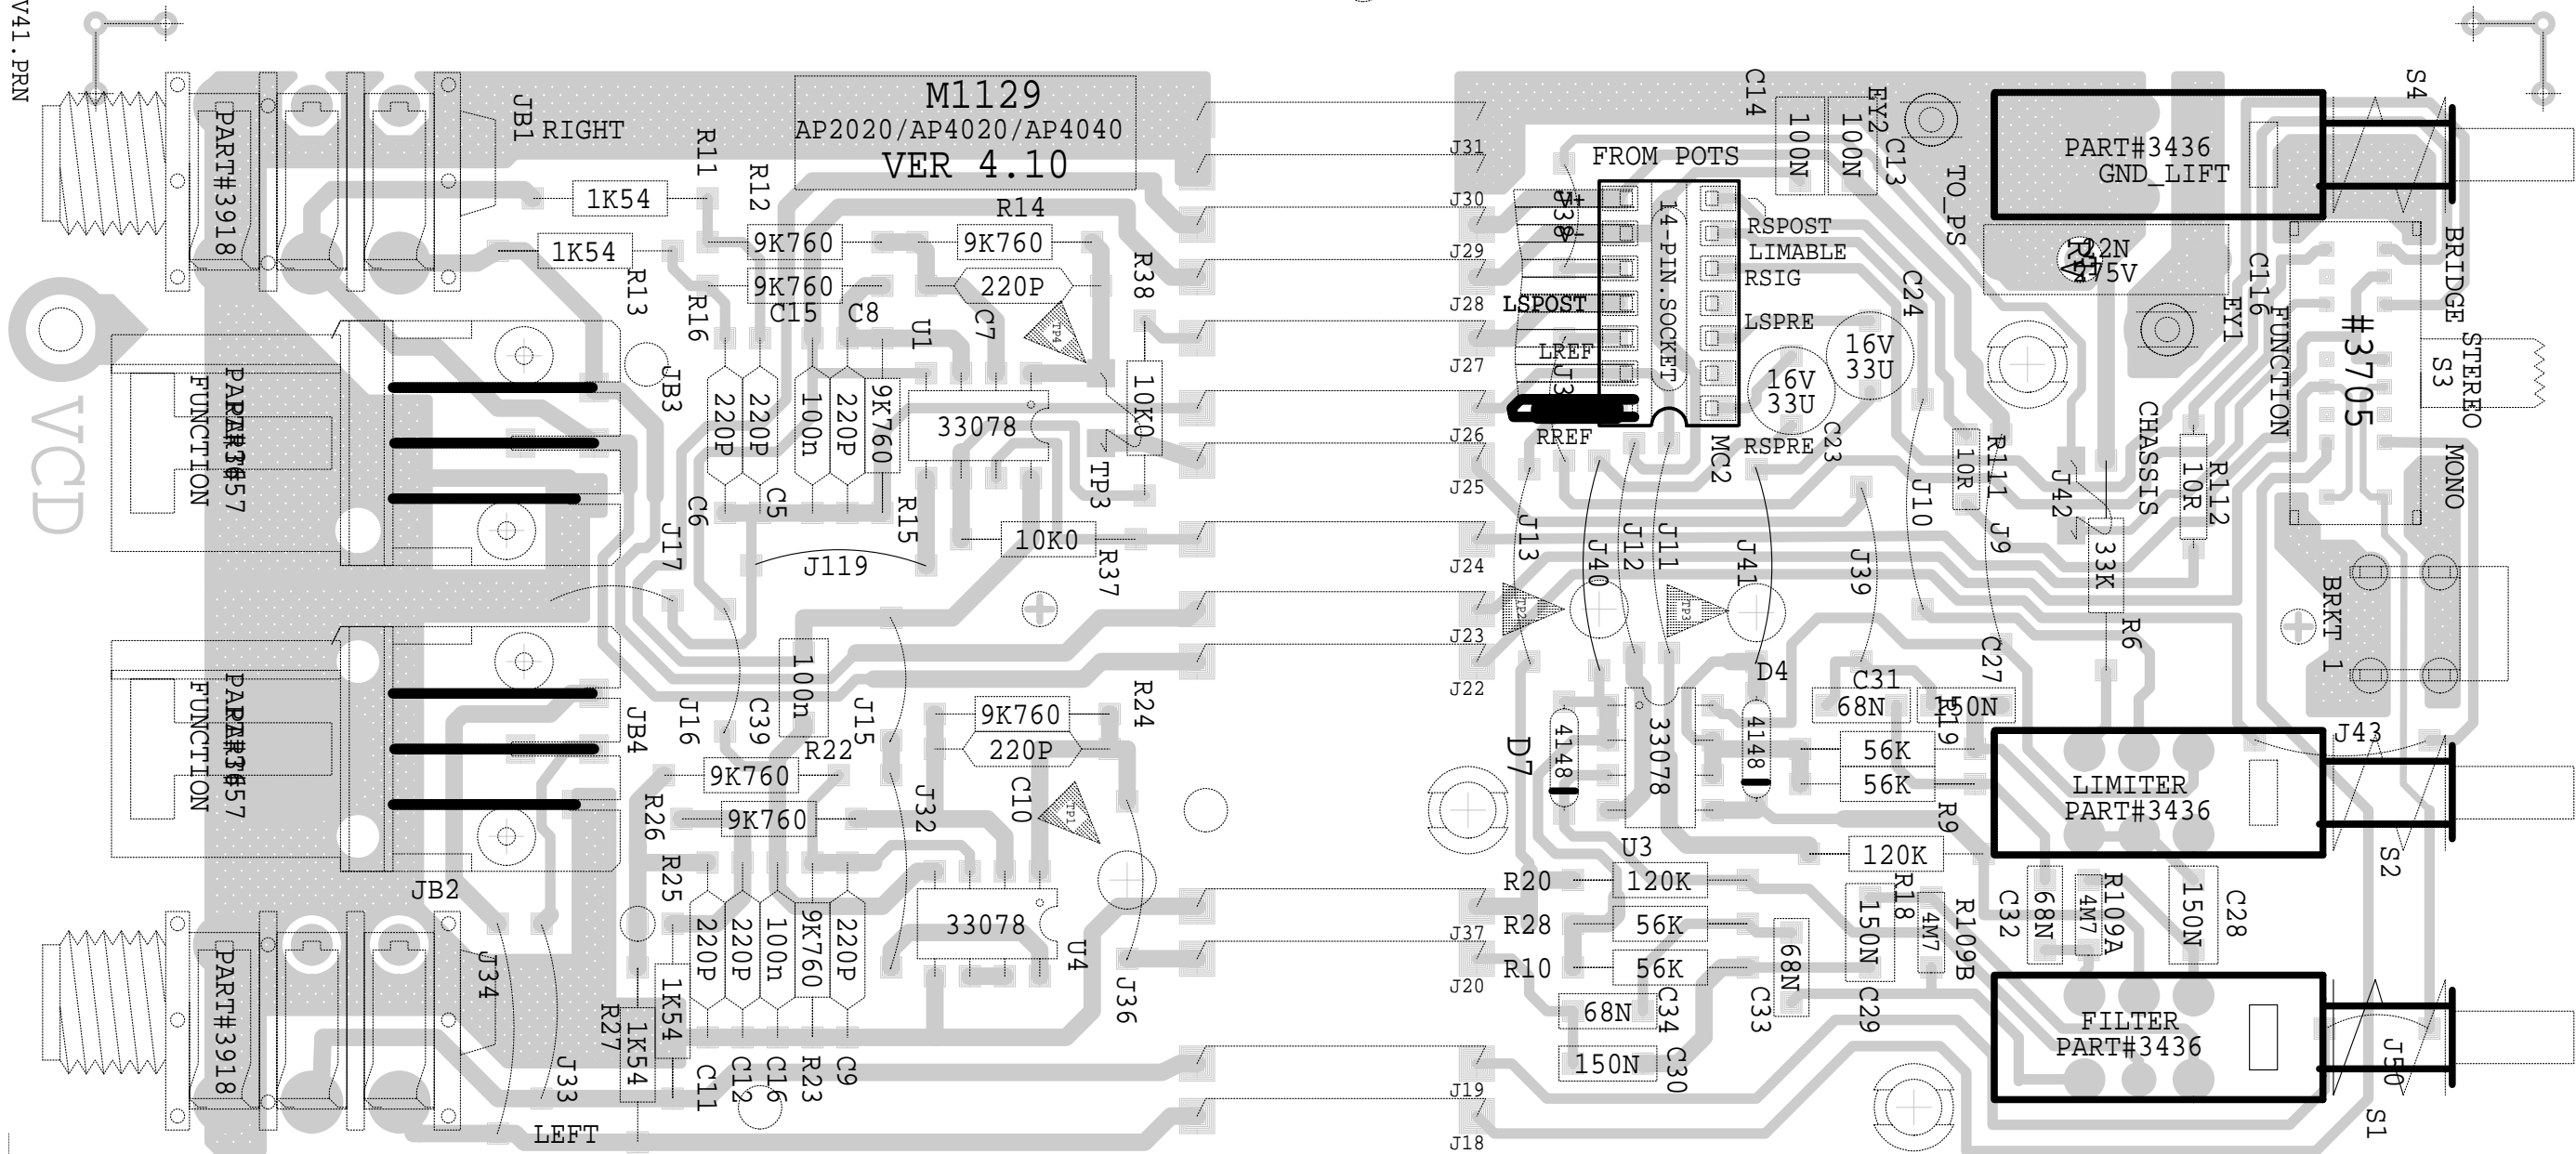 V41.PRN
JB1
RIGHT
PART#3918
M1129
AP2020/AP4020/AP4040
VER 4.10
R11
R12
1K54
1K54
R13
R14
9K760
9K760
9K760
220P
R16
C15
C8
U1
C7
TP4
R38
10K0
JB3
FUNCTION
VCD
220P
220P
100n
220P
9K760
33078
TP3
C6
C5
R15
10K0
R37
J17
J119
FUNCTION
JB4
J16
C39
100n
J15
R22
9K760
9K760
R26
R25
J32
9K760
220P
C10
TP1
R24
JB2
PART#3918
J34
J33
LEFT
R27
1K54
1K54
220P
220P
100n
9K760
220P
C11
C12
C16
R23
C9
33078
U4
J36
J31
J30
J29
J28
J27
J26
J25
J24
J23
J22
J37
J20
J19
J18
C14
100N
100N
EY2
C13
FROM POTS
V+
V-
14-PIN.SOCKET
RSPOST
LIMABLE
RSIG
LSPOST
LSPRE
LREF
RREF
RSPRE
MC2
16V
33U
16V
33U
C23
C24
TO_PS
PART#3436
GND_LIFT
S4
22N
275V
C116
EY1
FUNCTION
#3705
BRIDGE
STEREO
S3
MONO
CHASSIS
10R
R111
10R
R112
J42
J9
J10
33K
R6
BRKT 1
J13
J40
J12
J11
J41
J39
TP2
TP3
D4
C27
C31
68N
150N
R19
D7
4148
33078
4148
56K
56K
R9
U3
120K
LIMITER
PART#3436
J43
S2
R20
120K
R28
56K
R10
56K
68N
C34
150N
C30
68N
C33
150N
C29
R18
4M7
R109B
C32
68N
4M7
R109A
150N
C28
FILTER
PART#3436
J50
S1